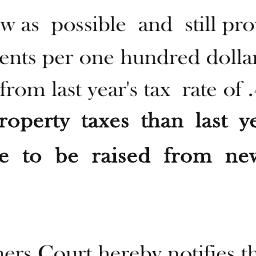 w as possible and still pro
ents per one hundred dollar
from last year's tax rate of .
roperty taxes than last ye
e to be raised from new
ners Court hereby notifies th